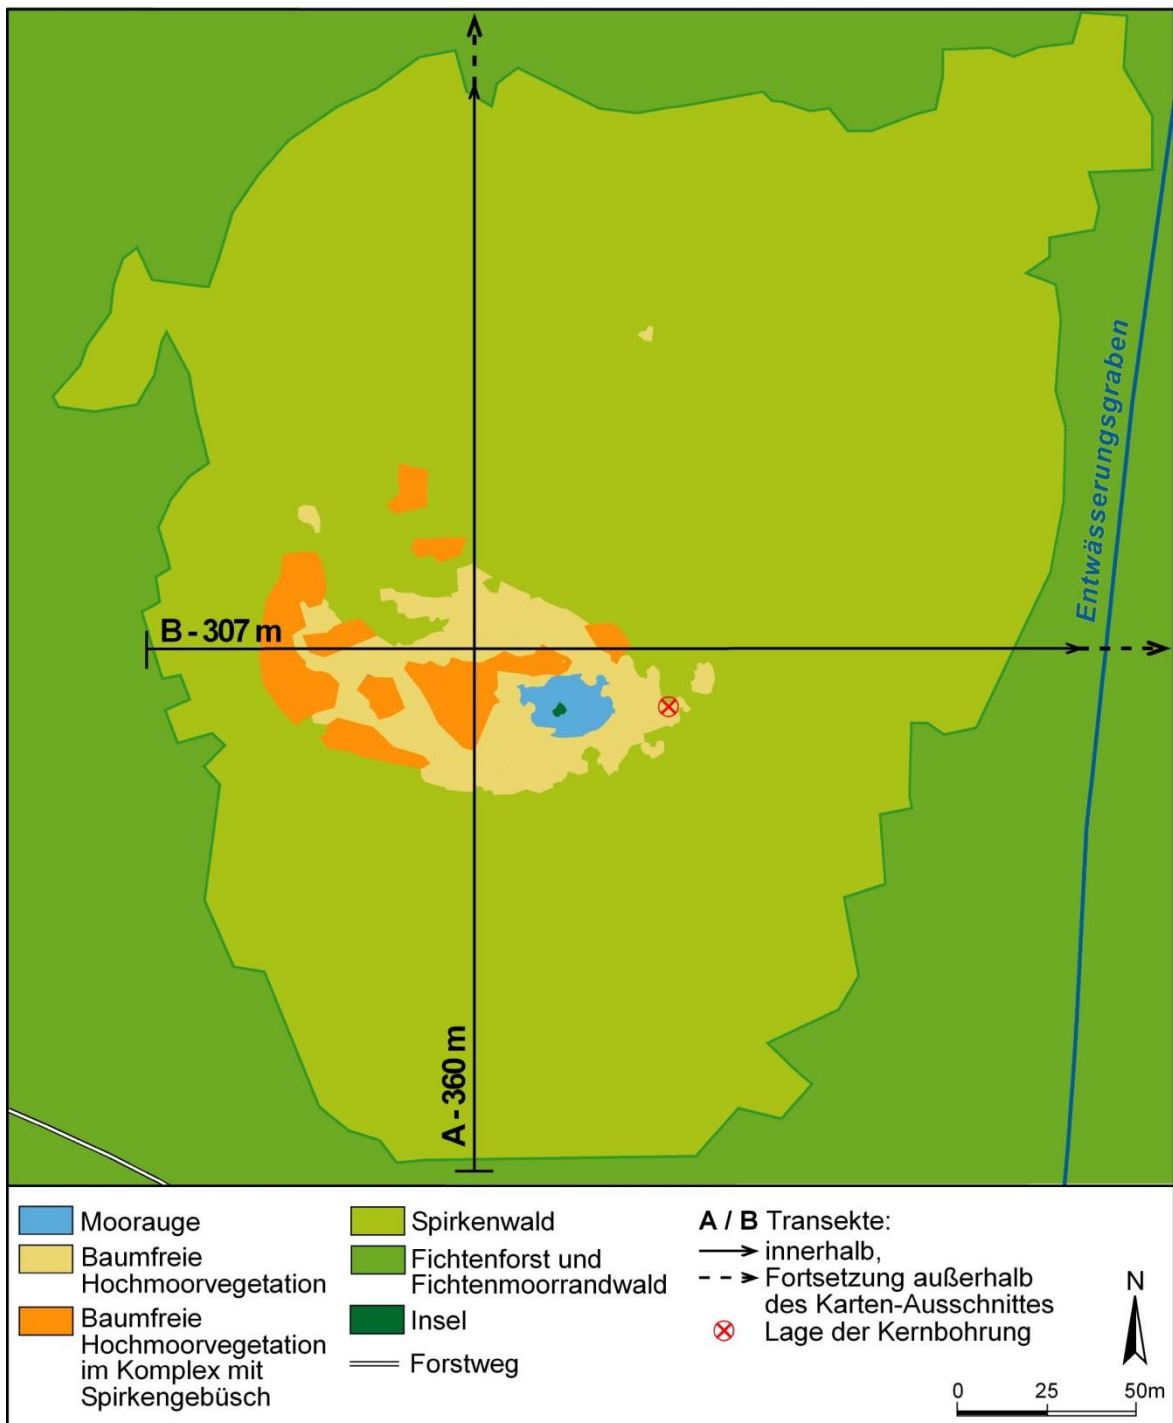 Entwässerungsgraben
B - 307 m
A - 360 m
Moorauge
Baumfreie
Hochmoorvegetation
Baumfreie
Hochmoorvegetation
im Komplex mit
Spirkengebüsch
Spirkenwald
Fichtenforst und
Fichtenmoorrandwald
Insel
Forstweg
A / B Transekte:
innerhalb,
Fortsetzung außerhalb
des Karten-Ausschnittes
Lage der Kernbohrung
N
0 25 50m